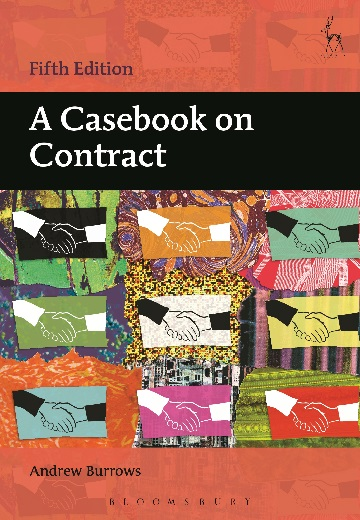 Fifth Edition
A Casebook on
Contract
Andrew Burrows
BLOOMSBURY